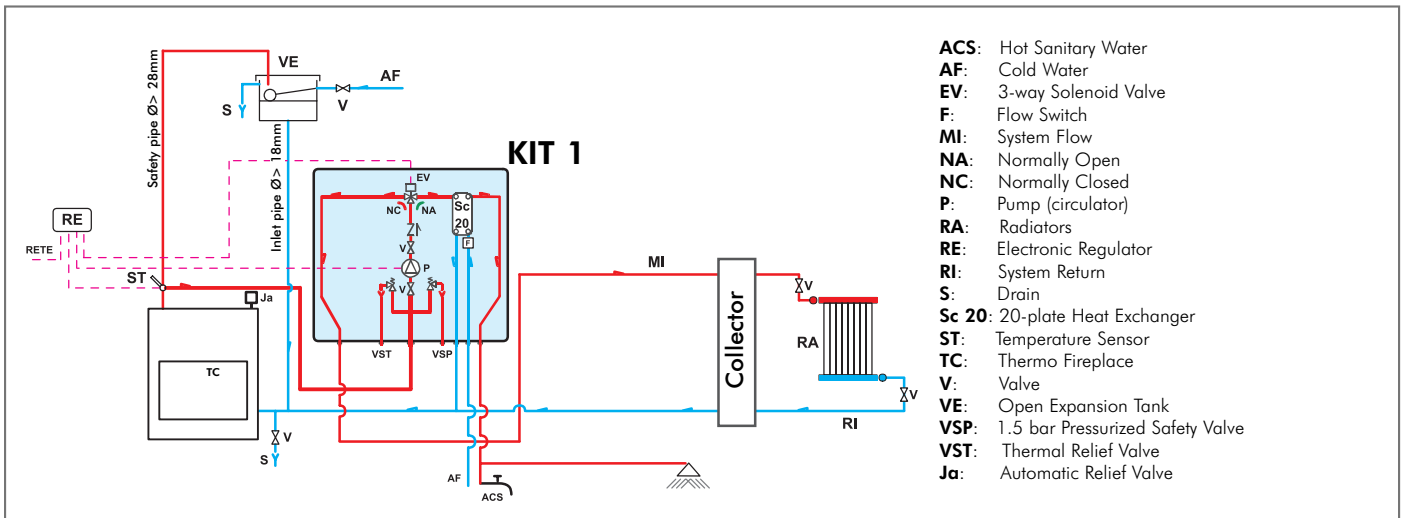 VE
AF
V
S
Safety pipe Ø> 28mm
Inlet pipe Ø> 18mm
KIT 1
EV
NC
NA
Sc
20
F
V
P
V
RE
RETE
ST
Ja
TC
VST
VSP
V
S
MI
Collector
V
RA
V
RI
AF
ACS
ACS: Hot Sanitary Water
AF: Cold Water
EV: 3-way Solenoid Valve
F: Flow Switch
MI: System Flow
NA: Normally Open
NC: Normally Closed
P: Pump (circulator)
RA: Radiators
RE: Electronic Regulator
RI: System Return
S: Drain
Sc 20: 20-plate Heat Exchanger
ST: Temperature Sensor
TC: Thermo Fireplace
V: Valve
VE: Open Expansion Tank
VSP: 1.5 bar Pressurized Safety Valve
VST: Thermal Relief Valve
Ja: Automatic Relief Valve